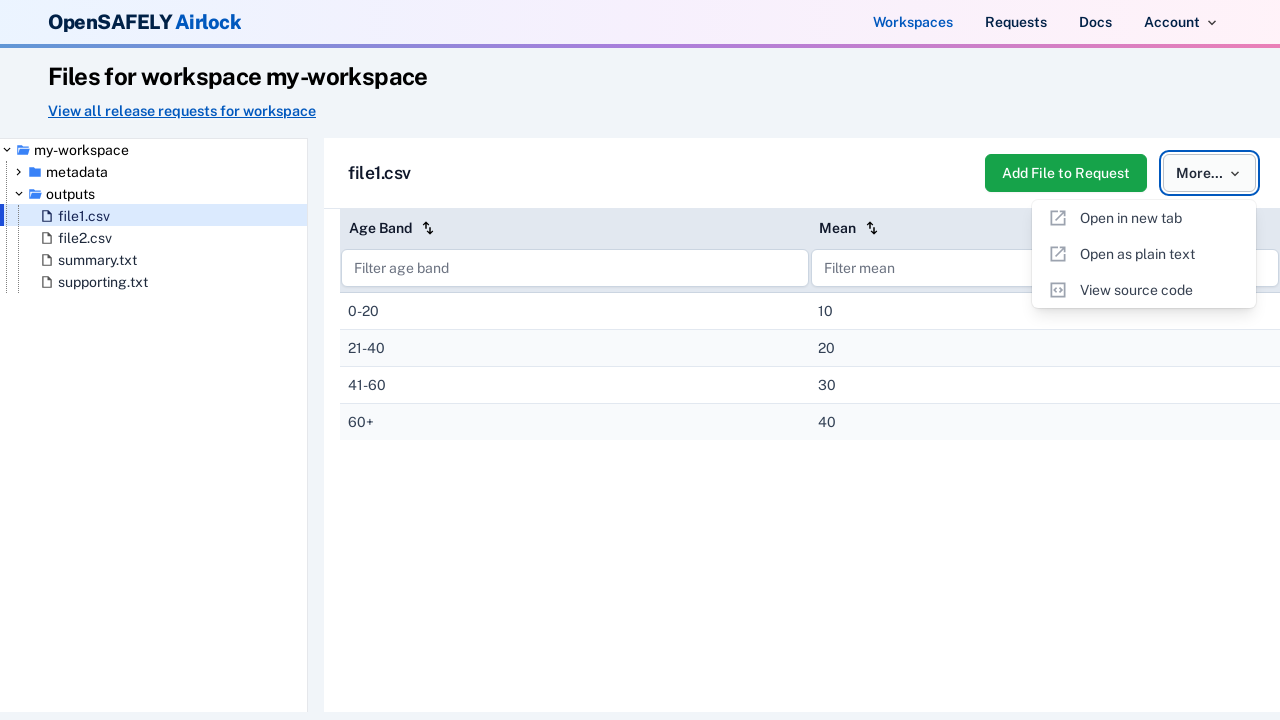 OpenSAFELY Airlock
Workspaces
Requests
Docs
Account
Files for workspace my-workspace
View all release requests for workspace
my-workspace
metadata
outputs
file1.csv
file2.csv
summary.txt
supporting.txt
file1.csv
Add File to Request
More...
Open in new tab
Open as plain text
View source code
Age Band
Mean
Filter age band
Filter mean
0-20
10
21-40
20
41-60
30
60+
40